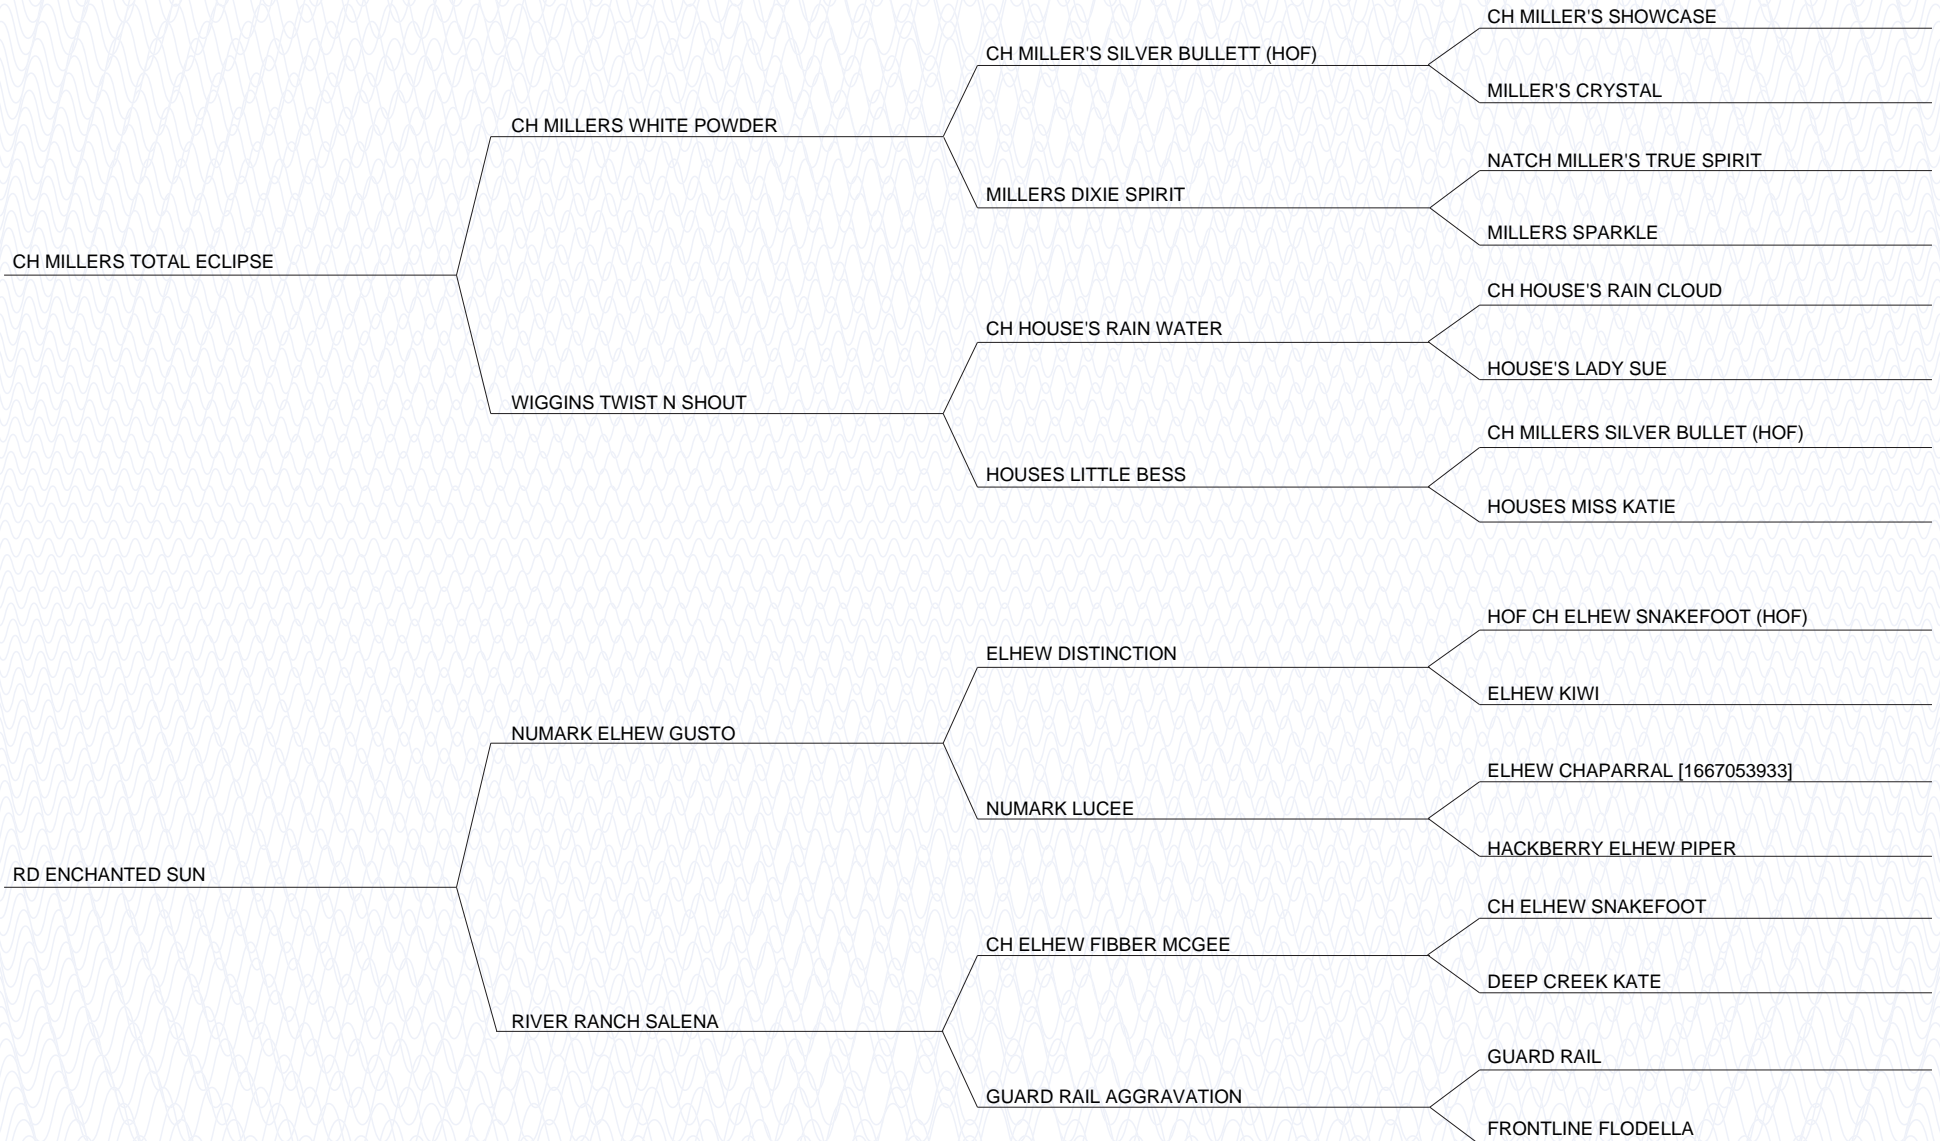 CH MILLER'S SHOWCASE
CH MILLER'S SILVER BULLETT (HOF)
MILLER'S CRYSTAL
CH MILLERS WHITE POWDER
NATCH MILLER'S TRUE SPIRIT
MILLERS DIXIE SPIRIT
MILLERS SPARKLE
CH MILLERS TOTAL ECLIPSE
CH HOUSE'S RAIN CLOUD
CH HOUSE'S RAIN WATER
HOUSE'S LADY SUE
WIGGINS TWIST N SHOUT
CH MILLERS SILVER BULLET (HOF)
HOUSES LITTLE BESS
HOUSES MISS KATIE
HOF CH ELHEW SNAKEFOOT (HOF)
ELHEW DISTINCTION
ELHEW KIWI
NUMARK ELHEW GUSTO
ELHEW CHAPARRAL [1667053933]
NUMARK LUCEE
HACKBERRY ELHEW PIPER
RD ENCHANTED SUN
CH ELHEW SNAKEFOOT
CH ELHEW FIBBER MCGEE
DEEP CREEK KATE
RIVER RANCH SALENA
GUARD RAIL
GUARD RAIL AGGRAVATION
FRONTLINE FLODELLA